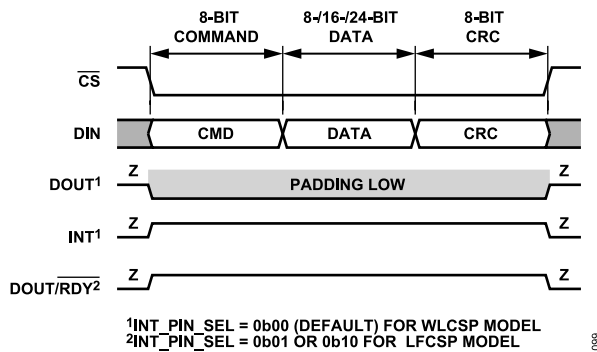 8-BIT COMMAND
8-/16-/24-BIT DATA
8-BIT CRC
CS
DIN
CMD
DATA
CRC
DOUT1
Z
PADDING LOW
Z
INT1
Z
Z
DOUT/RDY2
Z
Z
1INT_PIN_SEL = 0b00 (DEFAULT) FOR WLCSP MODEL
2INT_PIN_SEL = 0b01 OR 0b10 FOR LFCSP MODEL
099